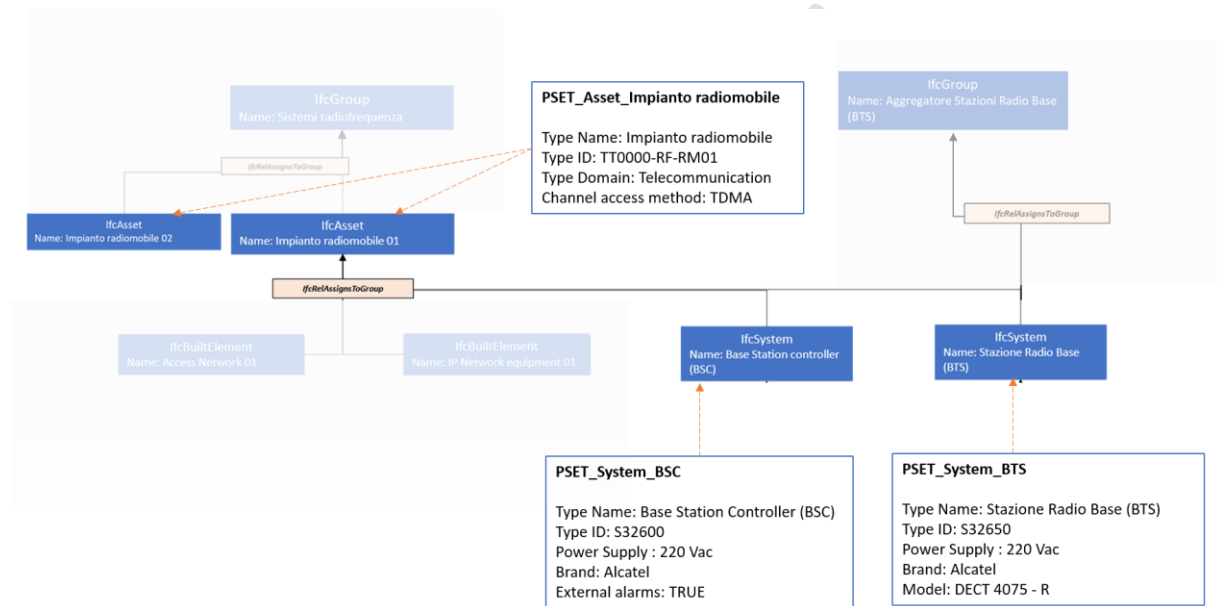 IfcGroup
Name: Sistemi radiofrequenza
IfcRelAssignsToGroup
IfcAsset
Name: Impianto radiomobile 02
IfcAsset
Name: Impianto radiomobile 01
IfcRelAssignsToGroup
IfcBuiltElement
Name: Access Network 01
IfcBuiltElement
Name: IP Network equipment 01
PSET_Asset_Impianto radiomobile
Type Name: Impianto radiomobile
Type ID: TT0000-RF-RM01
Type Domain: Telecommunication
Channel access method: TDMA
IfcGroup
Name: Aggregatore Stazioni Radio Base
(BTS)
IfcRelAssignsToGroup
IfcSystem
Name: Base Station controller
(BSC)
IfcSystem
Name: Stazione Radio Base
(BTS)
PSET_System_BSC
Type Name: Base Station Controller (BSC)
Type ID: S32600
Power Supply : 220 Vac
Brand: Alcatel
External alarms: TRUE
PSET_System_BTS
Type Name: Stazione Radio Base (BTS)
Type ID: S32650
Power Supply : 220 Vac
Brand: Alcatel
Model: DECT 4075 - R